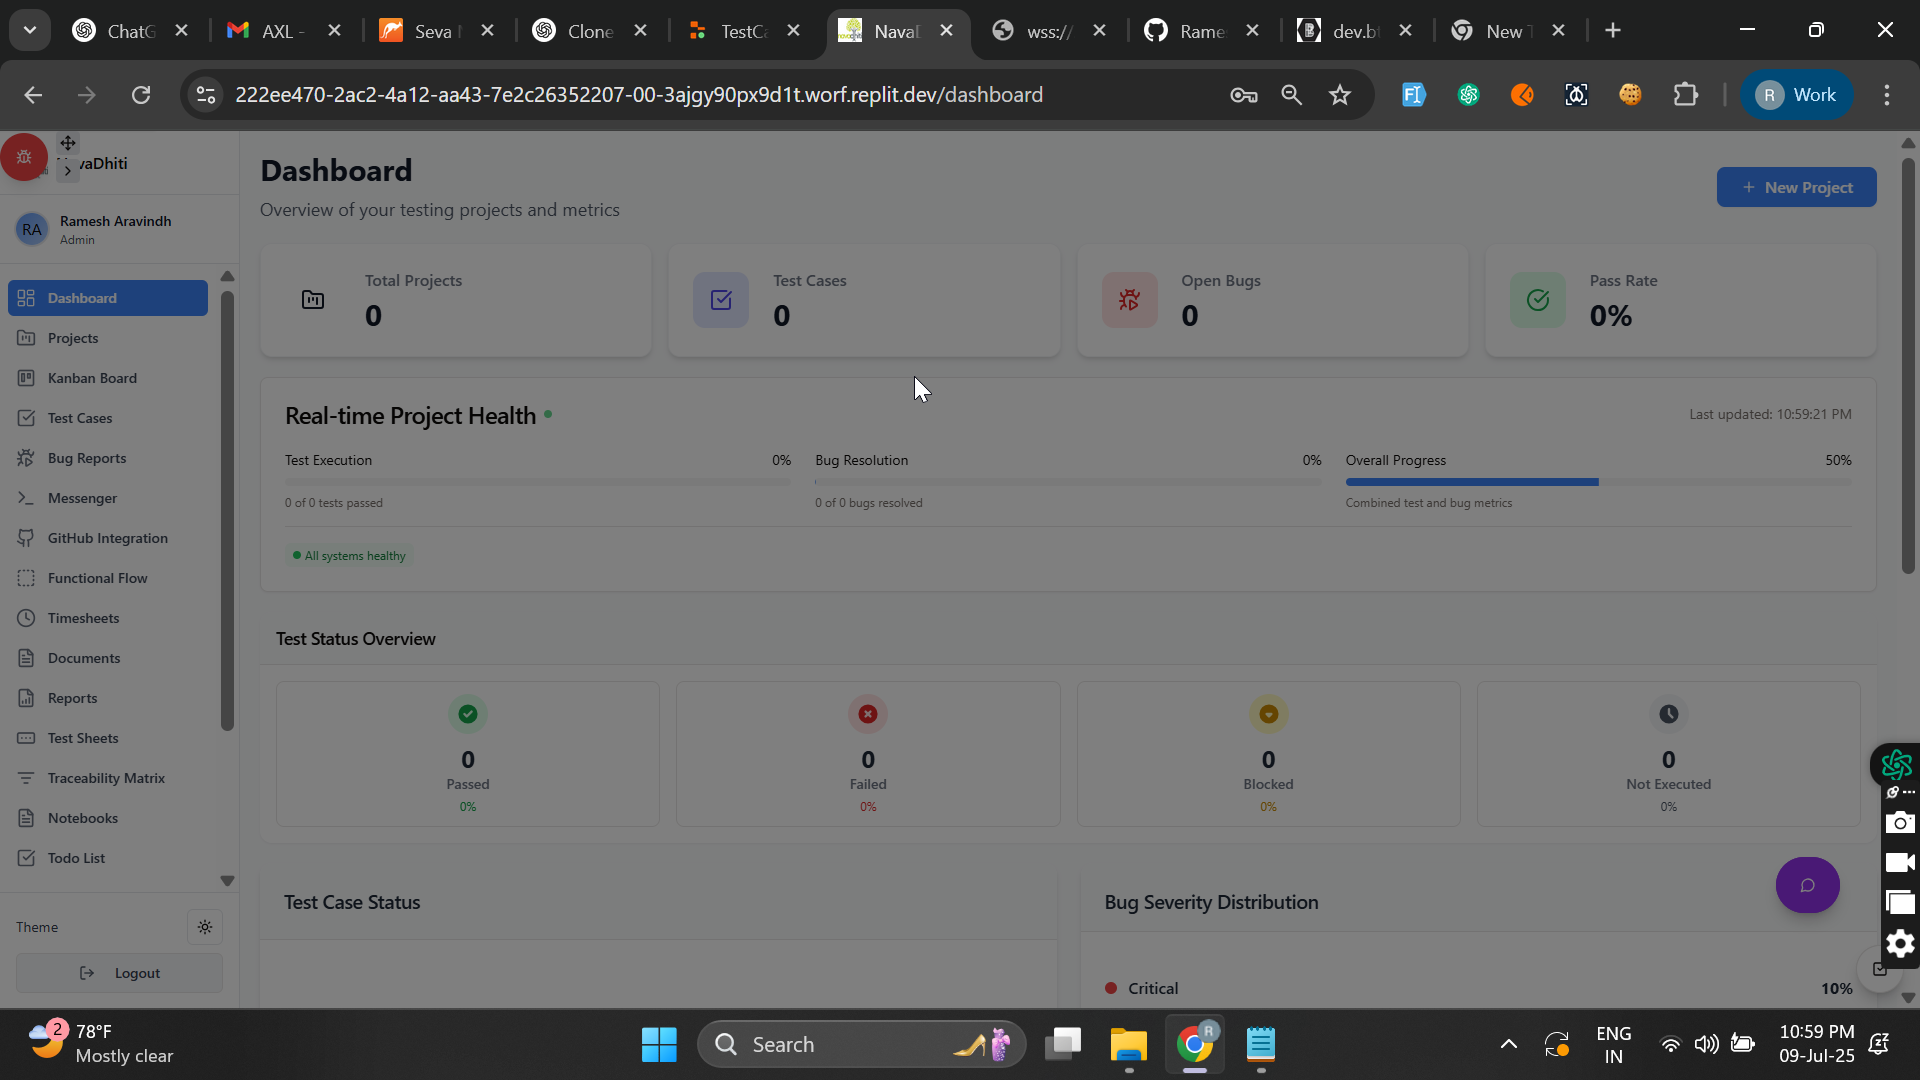 ChatG
AXL -
Seva
Clone
TestCa
Naval
wss://
Rame
dev.bt
New T
222ee470-2ac2-4a12-aa43-7e2c26352207-00-3ajgy90px9d1t.worf.replit.dev/dashboard
R Work
vaDhiti
RA
Ramesh Aravindh
Admin
Dashboard
Projects
Kanban Board
Test Cases
Bug Reports
Messenger
GitHub Integration
Functional Flow
Timesheets
Documents
Reports
Test Sheets
Traceability Matrix
Notebooks
Todo List
Theme
Logout
Dashboard
Overview of your testing projects and metrics
+ New Project
Total Projects
0
Test Cases
0
Open Bugs
0
Pass Rate
0%
Real-time Project Health
Last updated: 10:59:21 PM
Test Execution 0%
0 of 0 tests passed
Bug Resolution 0%
0 of 0 bugs resolved
Overall Progress 50%
Combined test and bug metrics
All systems healthy
Test Status Overview
0
Passed
0%
0
Failed
0%
0
Blocked
0%
0
Not Executed
0%
Test Case Status
Bug Severity Distribution
Critical 10%
2
78°F
Mostly clear
Search
R
ENG
IN
10:59 PM
09-Jul-25